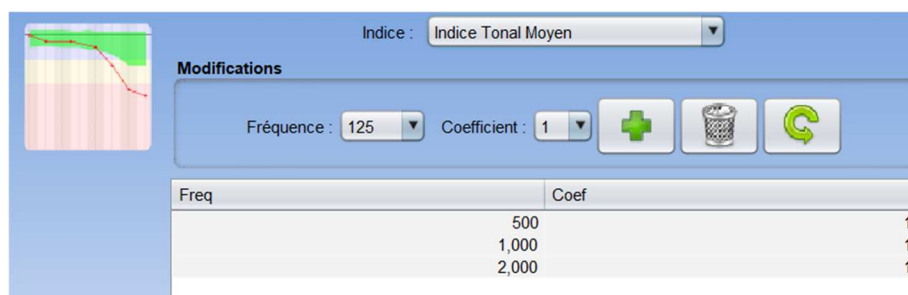 Indice : Indice Tonal Moyen
Modifications
Fréquence : 125 Coefficient : 1
Freq Coef
500 1
1,000 1
2,000 1